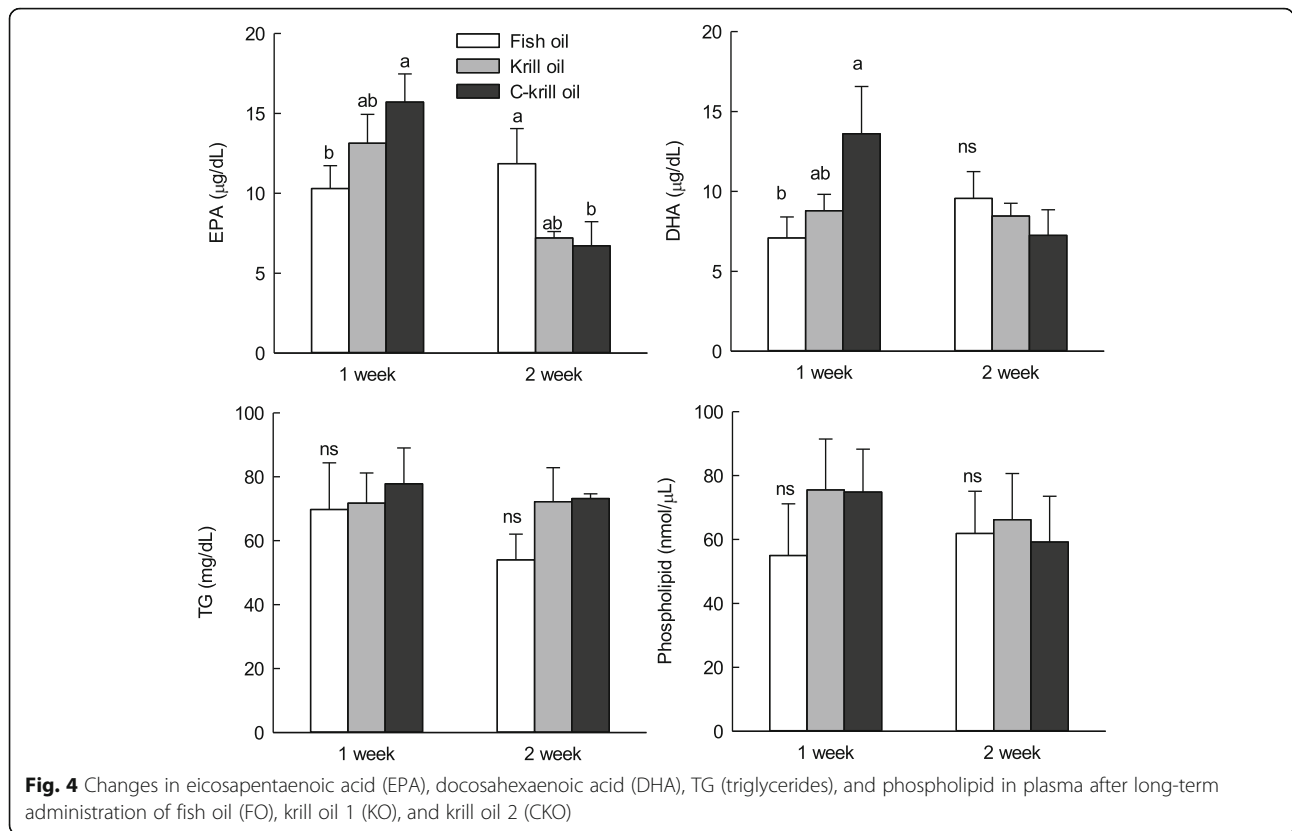 20
15
10
5
0
EPA (μg/dL)
Fish oil
Krill oil
C-krill oil
b
ab
a
a
ab
b
1 week
2 week
20
15
10
5
0
DHA (μg/dL)
b
ab
a
ns
1 week
2 week
100
80
60
40
20
0
TG (mg/dL)
ns
ns
1 week
2 week
100
80
60
40
20
0
Phospholipid (nmol/μL)
ns
ns
1 week
2 week
Fig. 4 Changes in eicosapentaenoic acid (EPA), docosahexaenoic acid (DHA), TG (triglycerides), and phospholipid in plasma after long-term
administration of fish oil (FO), krill oil 1 (KO), and krill oil 2 (CKO)